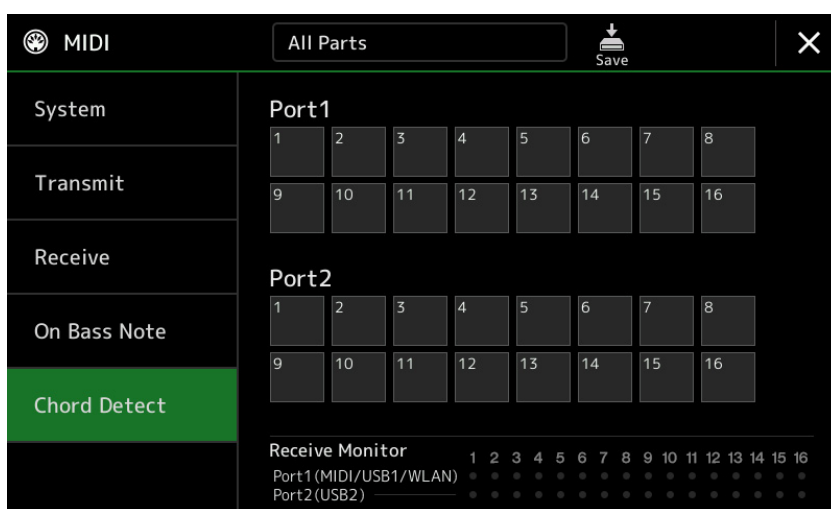 MIDI
All Parts
Save
System
Transmit
Receive
On Bass Note
Chord Detect
Port1
1 2 3 4 5 6 7 8
9 10 11 12 13 14 15 16
Port2
1 2 3 4 5 6 7 8
9 10 11 12 13 14 15 16
Receive Monitor 1 2 3 4 5 6 7 8 9 10 11 12 13 14 15 16
Port1(MIDI/USB1/WLAN)
Port2(USB2)